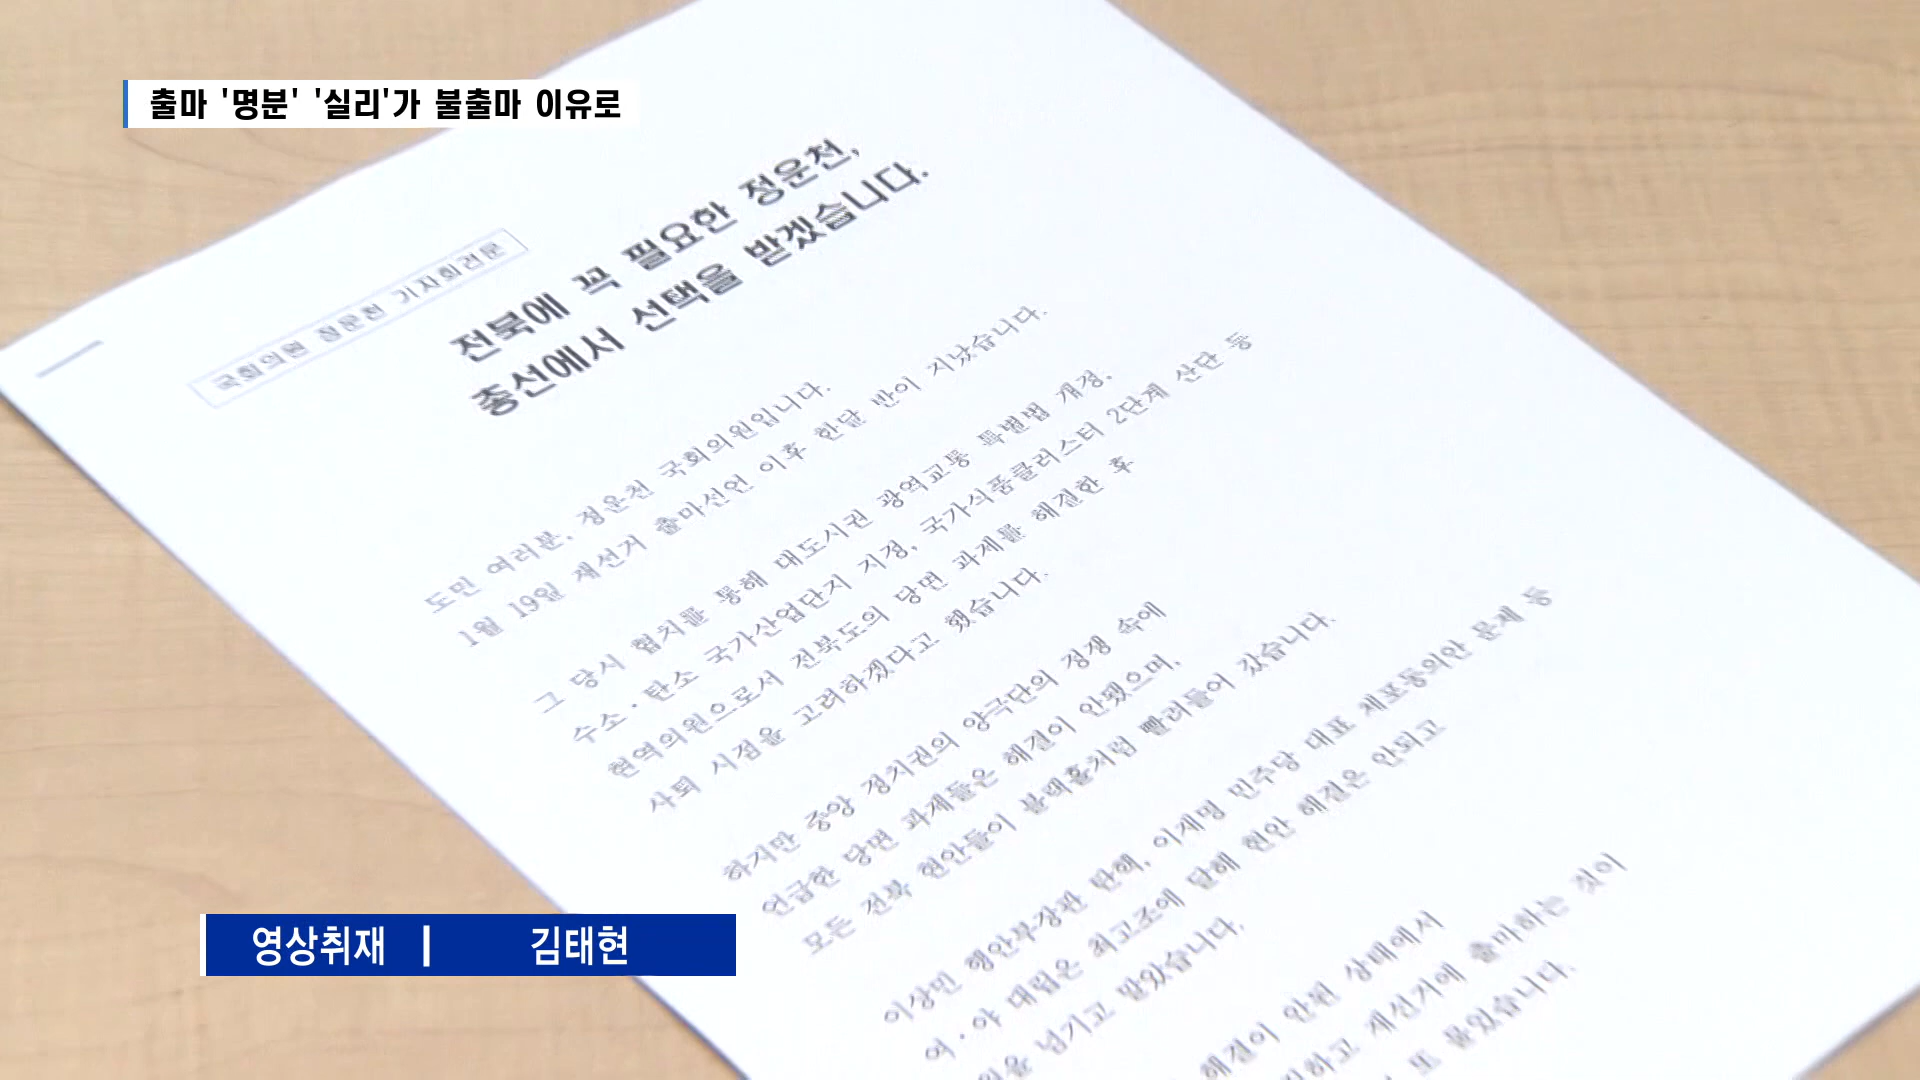 출마 '명분' '실리'가 불출마 이유로
국회의원 정운천 기자회견문
전북에 꼭 필요한 정운천,
총선에서 선택을 받겠습니다.
도민 여러분, 정운천 국회의원입니다.
1월 19일 재선거 출마선언 이후 한달 반이 지났습니다.
그 당시 협치를 통해 대도시권 광역교통 특별법 개정,
수소·탄소 국가산업단지 지정, 국가식품클러스터 2단계 산단 등
현역의원으로서 전북도의 당면 과제를 해결한 후
사퇴 시점을 고려하겠다고 했습니다.
하지만 중앙 정치권의 양극단의 정쟁 속에
언급한 당면 과제들은 해결이 안됐으며,
모든 전북 현안들이 블랙홀처럼 빨려들어 갔습니다.
이상민 행안부장관 탄핵, 이재명 민주당 대표 체포동의안 문제 등
여·야 대립은 최고조에 달해 현안 해결은 안되고
넘기고 말았습니다.
해결이 안된 상태에서
재선거에 출마하는 것이
또 물었습니다.
영상취재 | 김태현